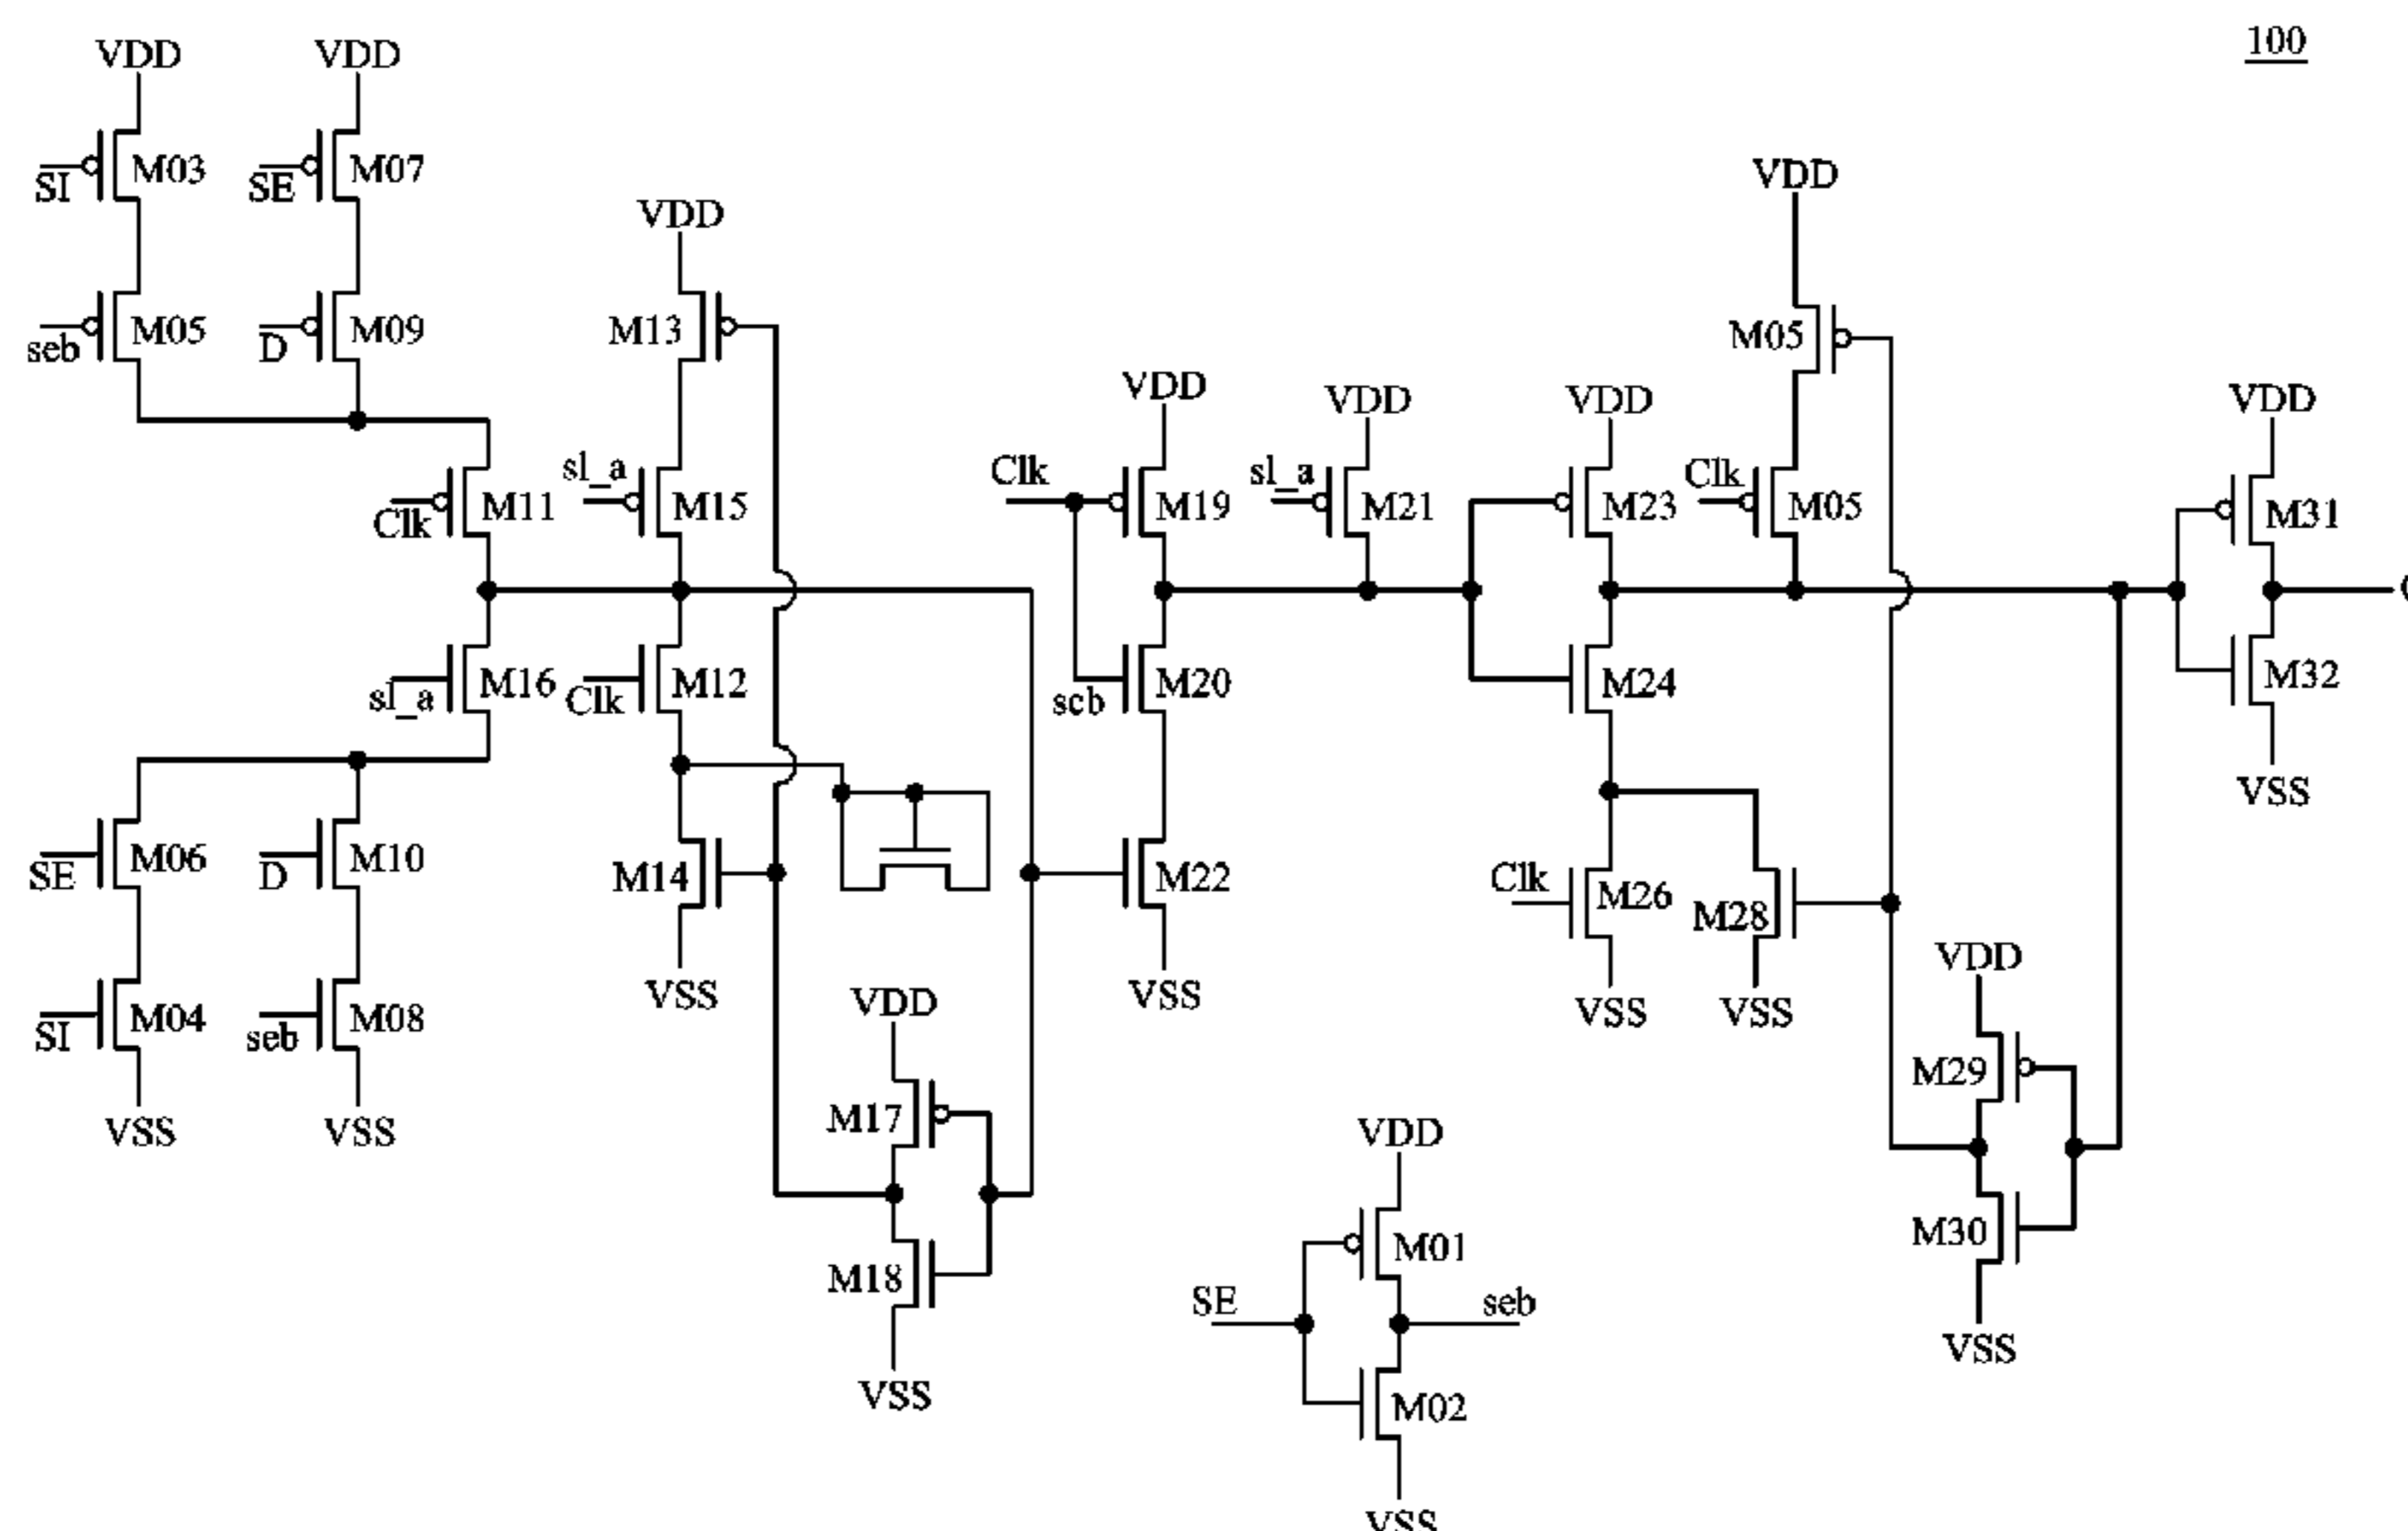 100
VDD VDD
M03 M07
SI SE
VDD
VDD
M13 M05 M09 M05
seb D
VDD VDD VDD VDD
sl_a Clk sl_a Clk
M11 M15 M19 M21 M23 M05 M31
Clk
M16 M12 M20 M24 M32
sl_a Clk scb
VSS
M06 M10 M14 M22 Clk M26 M28
SE D
VDD
VSS VSS VDD VSS VSS
M04 M08
SI seb
M29
M17
VSS VSS VDD
M30
M01
M18
SE seb
VSS
VSS
M02
VSS